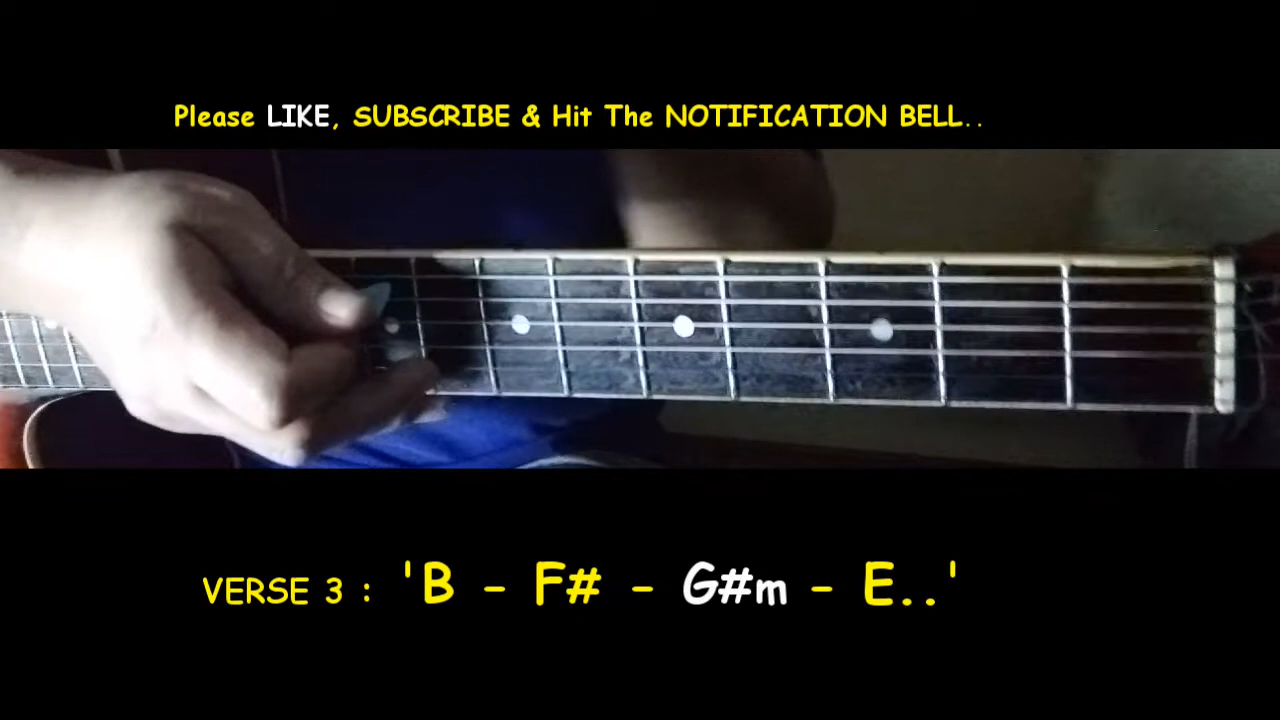 Please LIKE, SUBSCRIBE & Hit The NOTIFICATION BELL..
VERSE 3 : 'B - F# - G#m - E..'